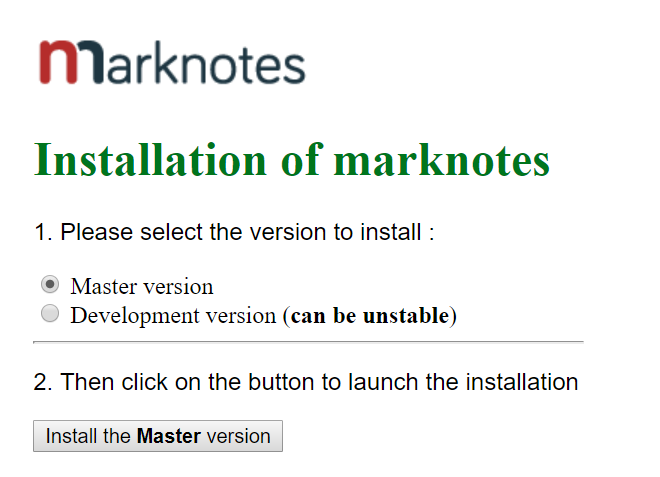 marknotes
Installation of marknotes
1. Please select the version to install :
Master version
Development version (can be unstable)
2. Then click on the button to launch the installation
Install the Master version